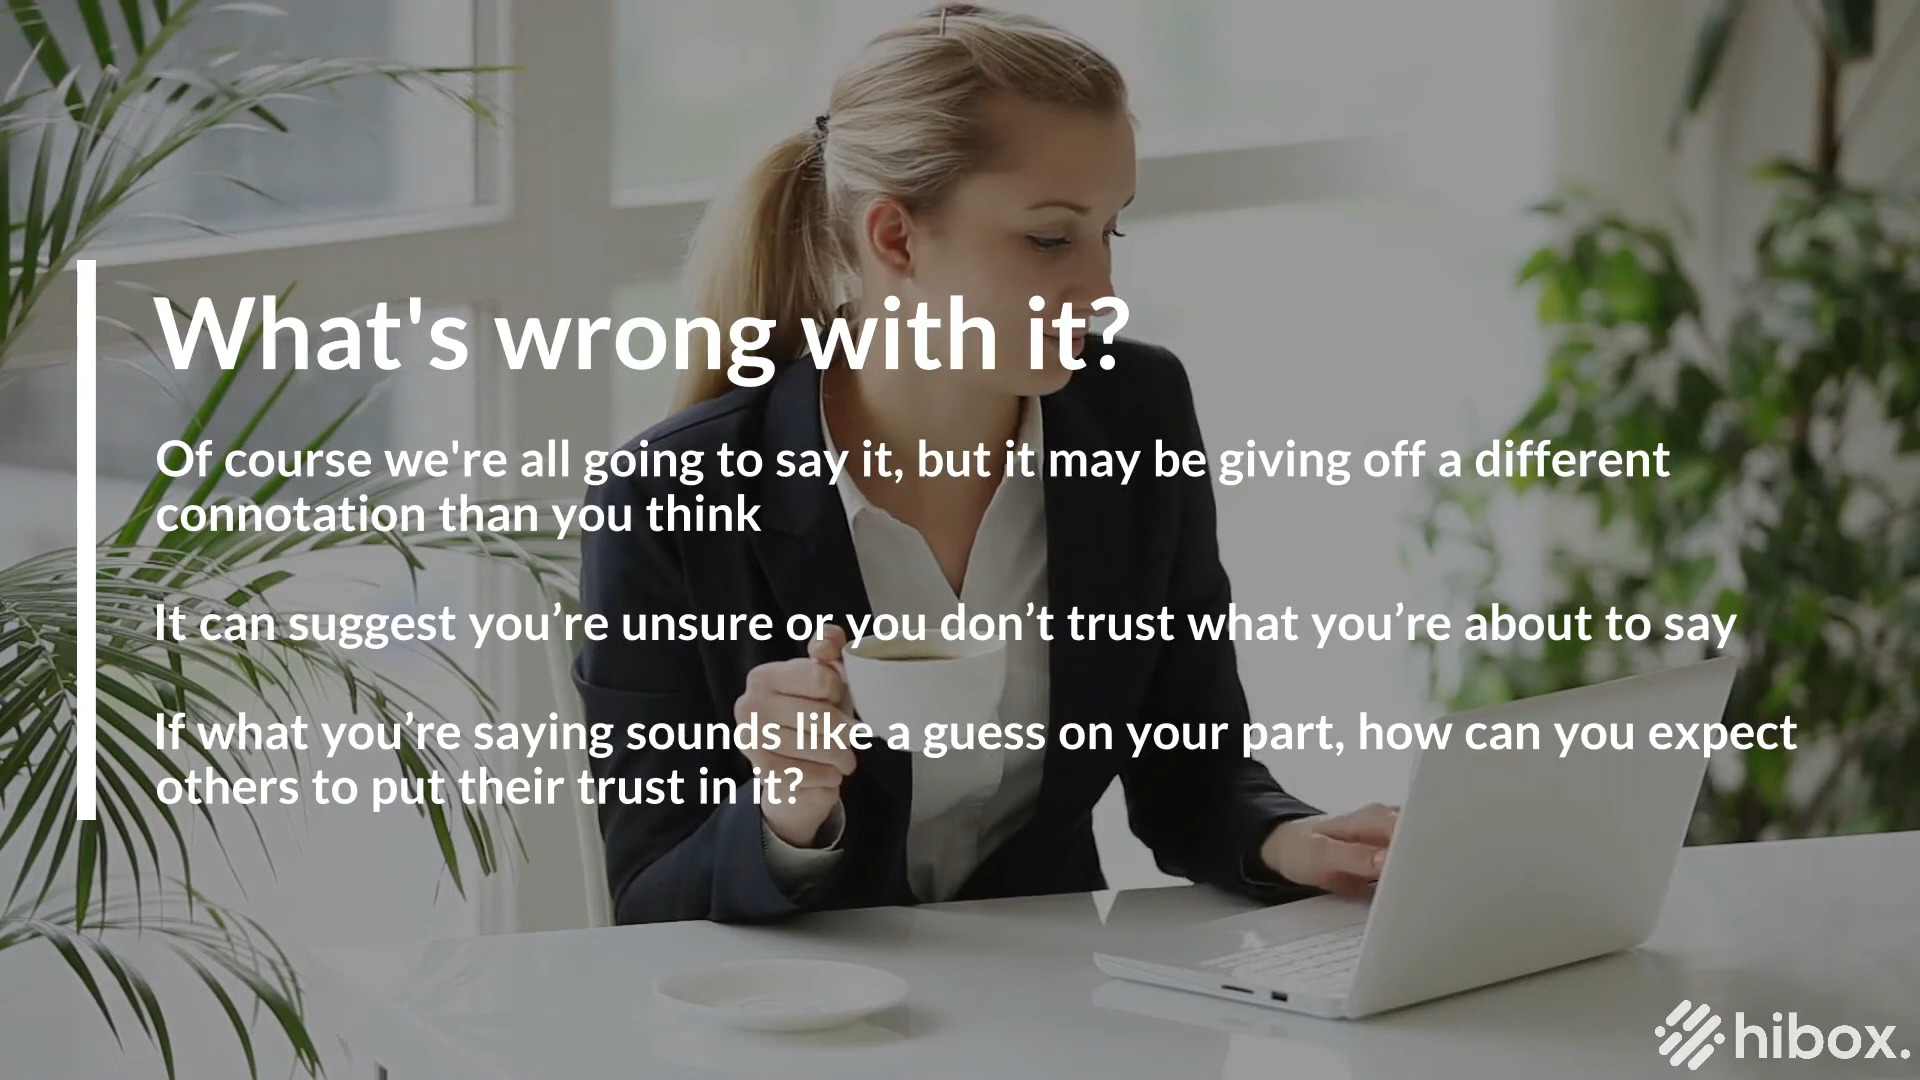 What's wrong with it?
Of course we're all going to say it, but it may be giving off a different
connotation than you think
It can suggest you’re unsure or you don’t trust what you’re about to say
If what you’re saying sounds like a guess on your part, how can you expect
others to put their trust in it?
hibox.